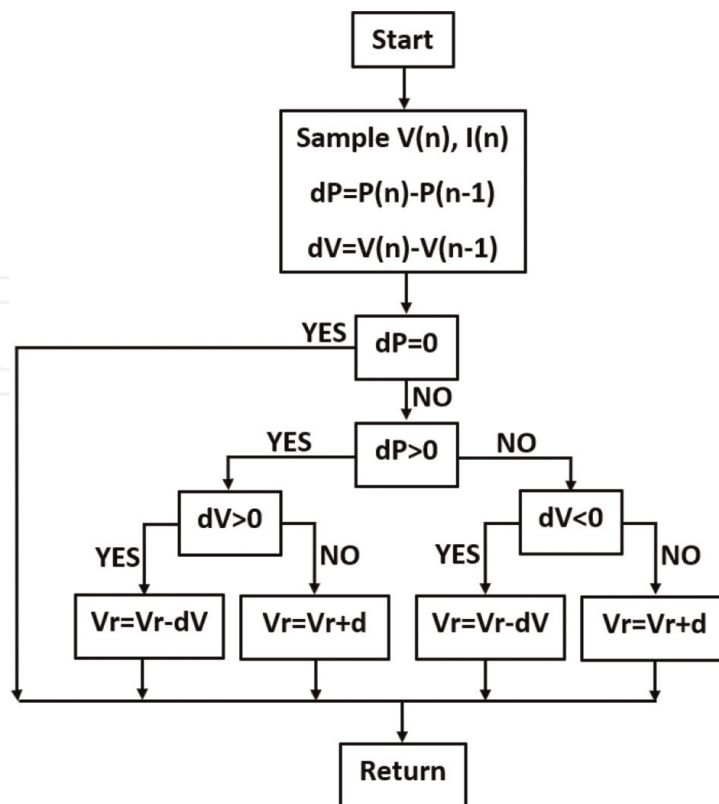 Start
Sample V(n), I(n)
dP=P(n)-P(n-1)
dV=V(n)-V(n-1)
YES
dP=0
NO
YES
dP>0
NO
dV>0
dV<0
YES
NO
YES
NO
Vr=Vr-dV
Vr=Vr+d
Vr=Vr-dV
Vr=Vr+d
Return